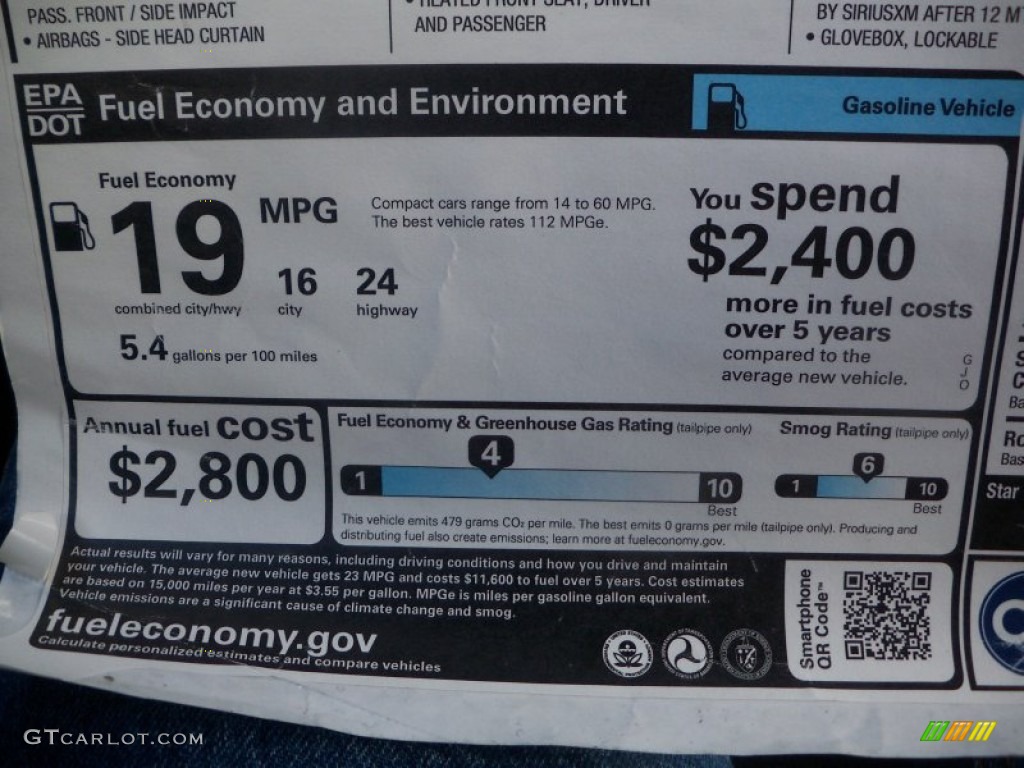 PASS. FRONT / SIDE IMPACT
• AIRBAGS - SIDE HEAD CURTAIN
AND PASSENGER
BY SIRIUSXM AFTER 12 M
• GLOVEBOX, LOCKABLE
EPA
DOT
Fuel Economy and Environment
Gasoline Vehicle
Fuel Economy
19 MPG
Compact cars range from 14 to 60 MPG.
The best vehicle rates 112 MPGe.
16
24
combined city/hwy
city
highway
5.4 gallons per 100 miles
You spend
$2,400
more in fuel costs
over 5 years
compared to the
average new vehicle.
G
J
O
Annual fuel cost
$2,800
Fuel Economy & Greenhouse Gas Rating (tailpipe only)
4
1
10
Best
Smog Rating (tailpipe only)
6
1
10
Best
This vehicle emits 479 grams CO₂ per mile. The best emits 0 grams per mile (tailpipe only). Producing and
distributing fuel also create emissions; learn more at fueleconomy.gov.
Actual results will vary for many reasons, including driving conditions and how you drive and maintain
your vehicle. The average new vehicle gets 23 MPG and costs $11,600 to fuel over 5 years. Cost estimates
are based on 15,000 miles per year at $3.55 per gallon. MPGe is miles per gasoline gallon equivalent.
Vehicle emissions are a significant cause of climate change and smog.
fueleconomy.gov
Calculate personalized estimates and compare vehicles
Smartphone
QR Code™
S
C
Ba
Ro
Bas
Star
GTCARLOT.COM